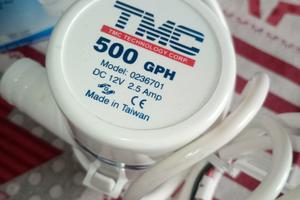 TMC
TMC TECHNOLOGY CORP.
500 GPH
Model: 0236701
DC 12V 2.5 Amp
CE
Made in Taiwan